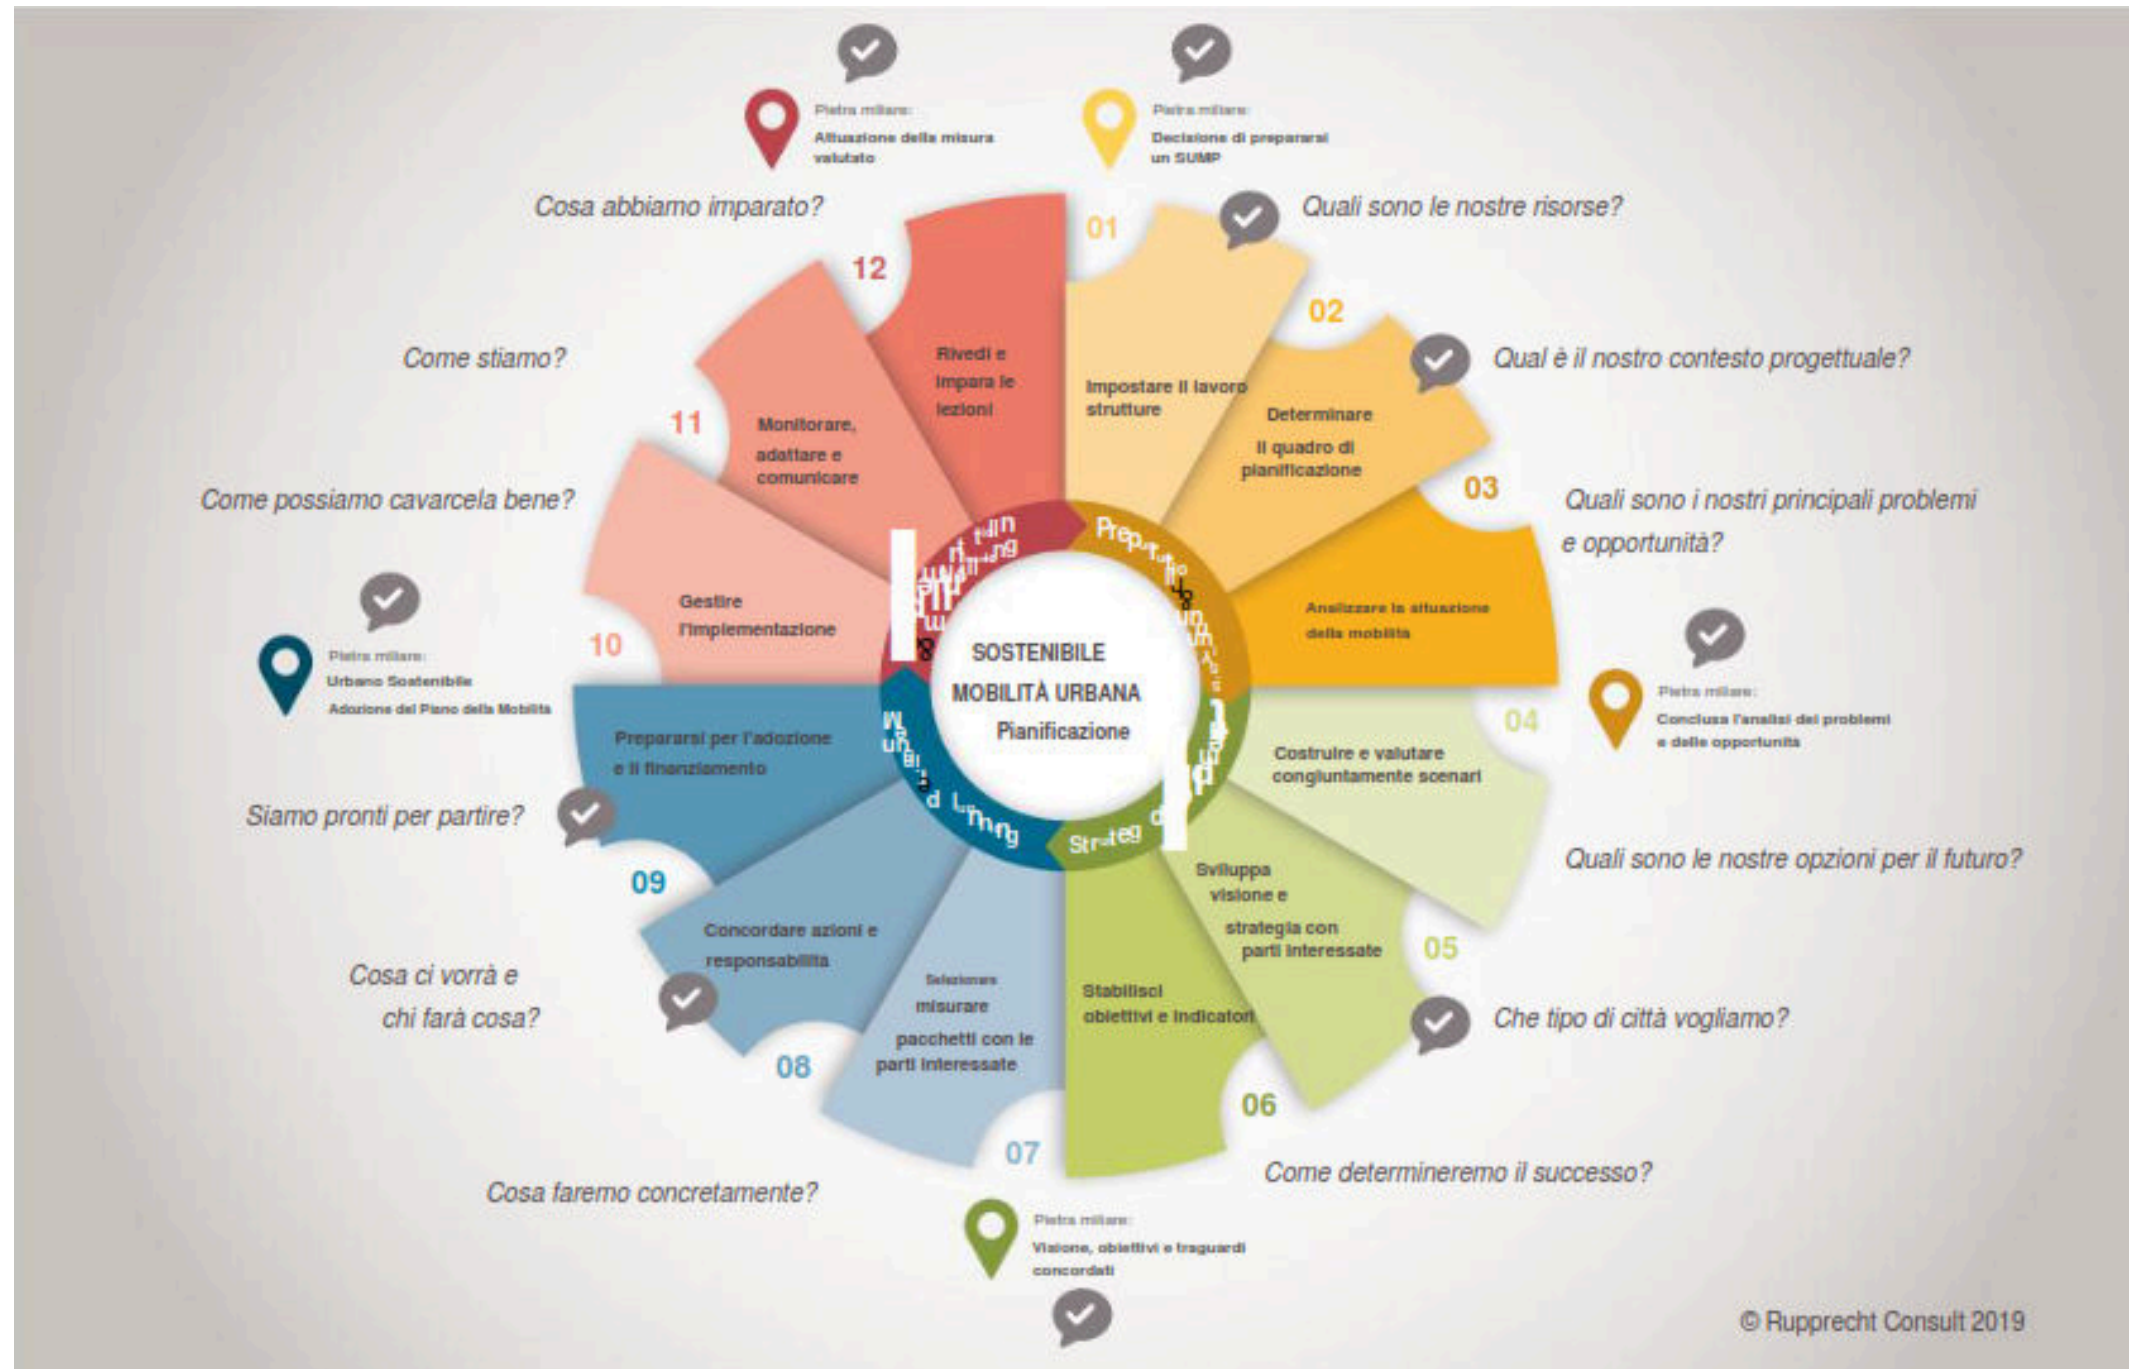 Pietra miliare:
Attuazione della misura
valutato
Pietra miliare:
Decisione di prepararsi
un SUMP
Cosa abbiamo imparato?
Quali sono le nostre risorse?
01
12
02
Come stiamo?
Qual è il nostro contesto progettuale?
Rivedi e
impara le
lezioni
Impostare il lavoro
strutture
Determinare
il quadro di
pianificazione
11
Monitorare,
adattare e
comunicare
03
Come possiamo cavarcela bene?
Quali sono i nostri principali problemi
e opportunità?
Gestire
l'implementazione
10
Analizzare la situazione
della mobilità
Pietra miliare:
Urbano Sostenibile
Adozione del Piano della Mobilità
SOSTENIBILE
MOBILITÀ URBANA
Pianificazione
Pietra miliare:
Conclusa l'analisi dei problemi
e delle opportunità
04
Prepararsi per l'adozione
e il finanziamento
Costruire e valutare
congiuntamente scenari
Siamo pronti per partire?
09
Quali sono le nostre opzioni per il futuro?
Sviluppa
visione e
strategia con
parti interessate
05
Concordare azioni e
responsabilità
Cosa ci vorrà e
chi farà cosa?
08
Selezionare
misurare
pacchetti con le
parti interessate
Stabilisci
obiettivi e indicatori
Che tipo di città vogliamo?
06
07
Cosa faremo concretamente?
Come determineremo il successo?
Pietra miliare:
Visione, obiettivi e traguardi
concordati
© Rupprecht Consult 2019